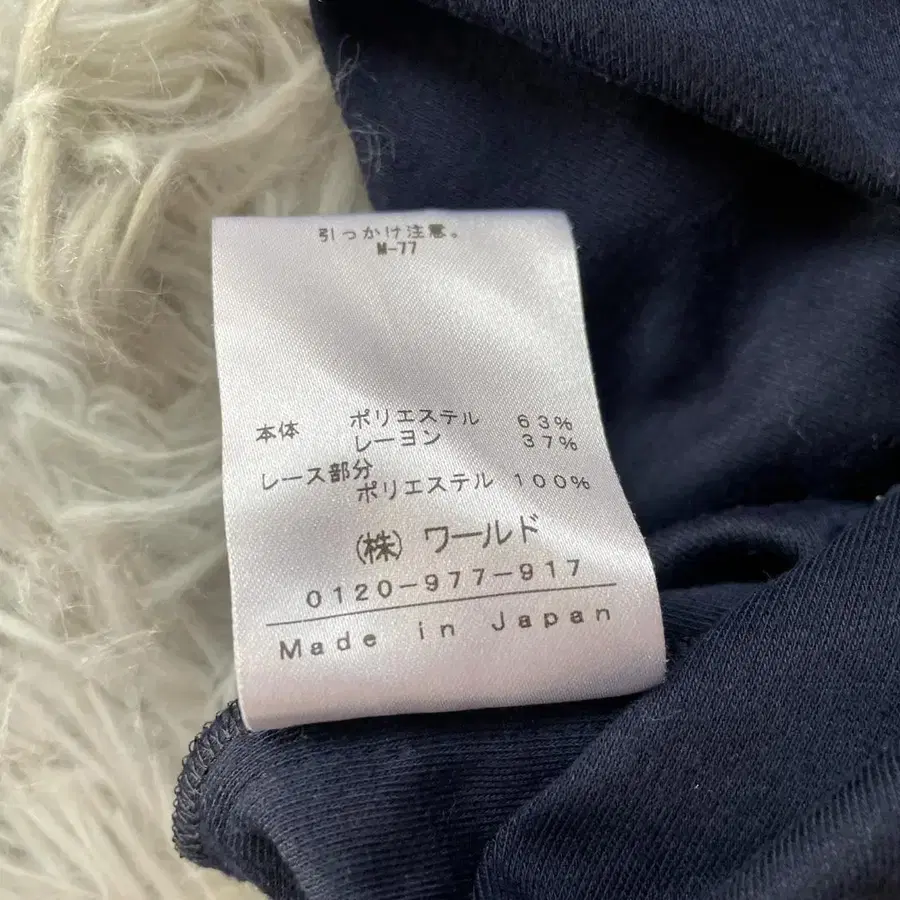 引っかけ注意。
M-77
本体 ポリエステル 63%
レーヨン 37%
レース部分
ポリエステル 100%
(株) ワールド
0120-977-917
Made in Japan